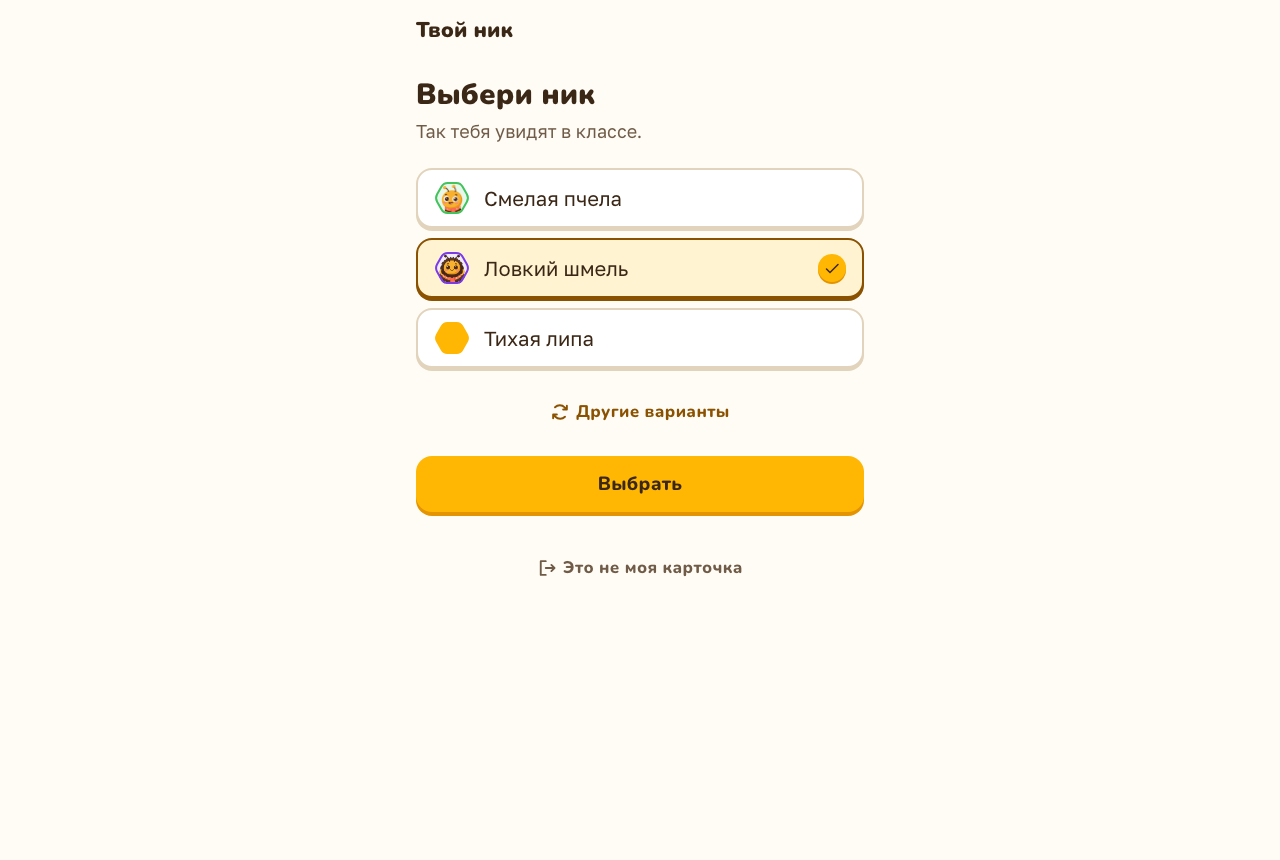 Твой ник
Выбери ник
Так тебя увидят в классе.
Смелая пчела
Ловкий шмель
Тихая липа
Другие варианты
Выбрать
Это не моя карточка